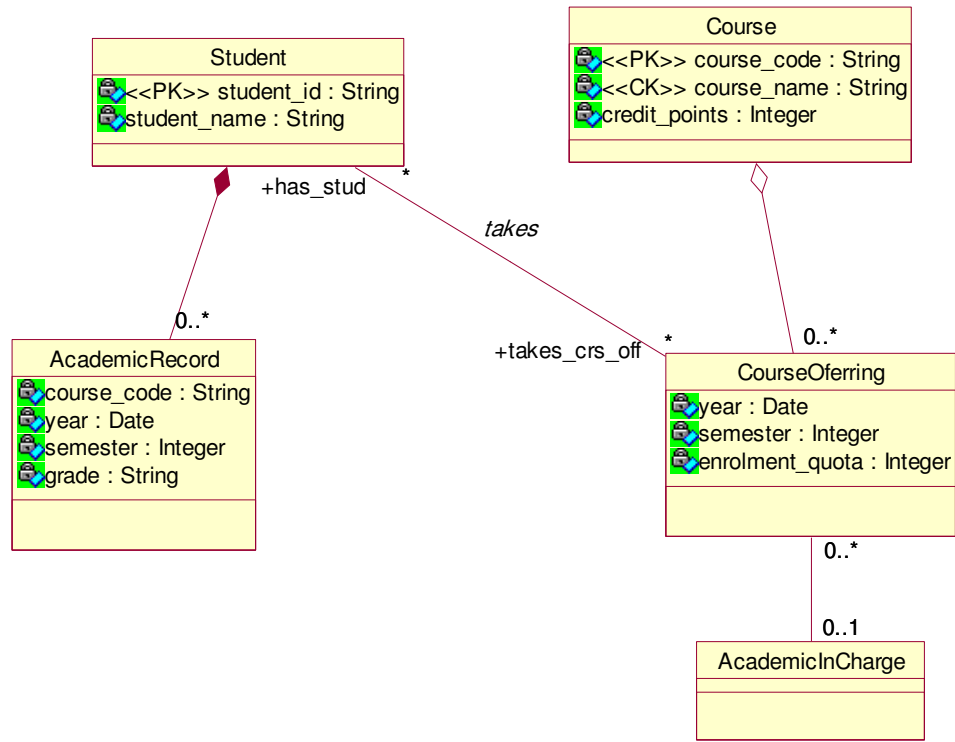 Student
<<PK>> student_id : String
student_name : String
Course
<<PK>> course_code : String
<<CK>> course_name : String
credit_points : Integer
+has_stud
*
takes
0..*
*
+takes_crs_off
0..*
AcademicRecord
course_code : String
year : Date
semester : Integer
grade : String
CourseOferring
year : Date
semester : Integer
enrolment_quota : Integer
0..*
0..1
AcademicInCharge